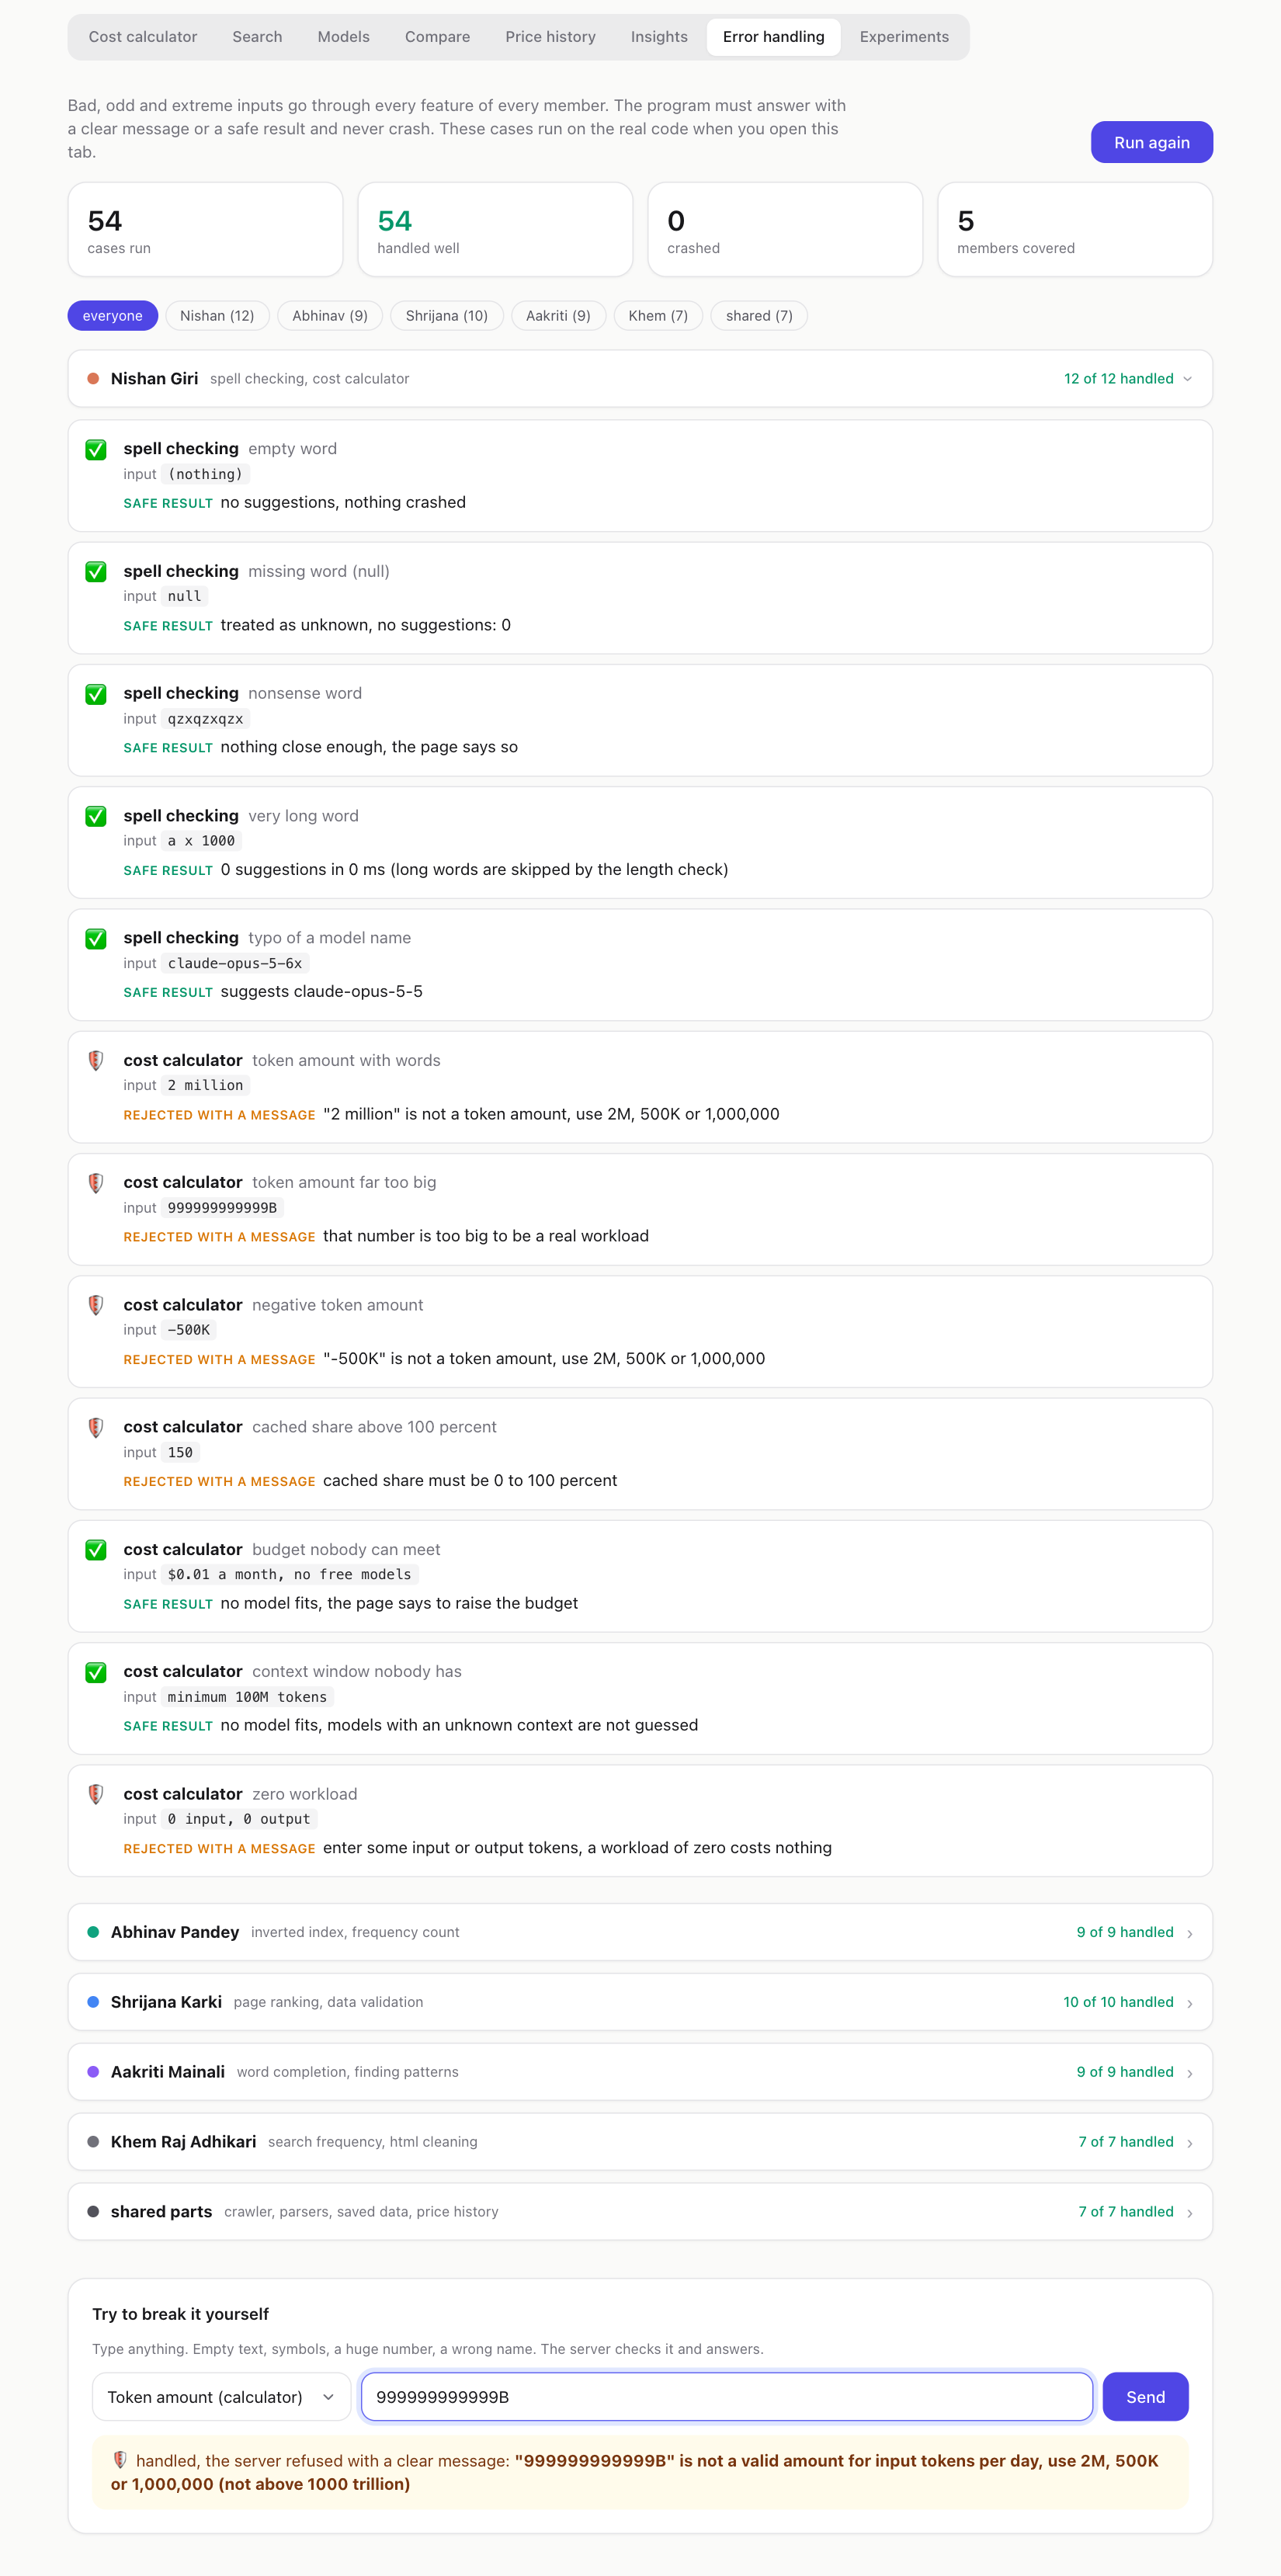 Cost calculator Search Models Compare Price history Insights Error handling Experiments
Bad, odd and extreme inputs go through every feature of every member. The program must answer with
a clear message or a safe result and never crash. These cases run on the real code when you open this
tab.
Run again
54
cases run
54
handled well
0
crashed
5
members covered
everyone Nishan (12) Abhinav (9) Shrijana (10) Aakriti (9) Khem (7) shared (7)
Nishan Giri spell checking, cost calculator 12 of 12 handled
spell checking empty word
input (nothing)
SAFE RESULT no suggestions, nothing crashed
spell checking missing word (null)
input null
SAFE RESULT treated as unknown, no suggestions: 0
spell checking nonsense word
input qzxqzxqzx
SAFE RESULT nothing close enough, the page says so
spell checking very long word
input a x 1000
SAFE RESULT 0 suggestions in 0 ms (long words are skipped by the length check)
spell checking typo of a model name
input claude-opus-5-6x
SAFE RESULT suggests claude-opus-5-5
cost calculator token amount with words
input 2 million
REJECTED WITH A MESSAGE "2 million" is not a token amount, use 2M, 500K or 1,000,000
cost calculator token amount far too big
input 999999999999B
REJECTED WITH A MESSAGE that number is too big to be a real workload
cost calculator negative token amount
input -500K
REJECTED WITH A MESSAGE "-500K" is not a token amount, use 2M, 500K or 1,000,000
cost calculator cached share above 100 percent
input 150
REJECTED WITH A MESSAGE cached share must be 0 to 100 percent
cost calculator budget nobody can meet
input $0.01 a month, no free models
SAFE RESULT no model fits, the page says to raise the budget
cost calculator context window nobody has
input minimum 100M tokens
SAFE RESULT no model fits, models with an unknown context are not guessed
cost calculator zero workload
input 0 input, 0 output
REJECTED WITH A MESSAGE enter some input or output tokens, a workload of zero costs nothing
Abhinav Pandey inverted index, frequency count 9 of 9 handled
Shrijana Karki page ranking, data validation 10 of 10 handled
Aakriti Mainali word completion, finding patterns 9 of 9 handled
Khem Raj Adhikari search frequency, html cleaning 7 of 7 handled
shared parts crawler, parsers, saved data, price history 7 of 7 handled
Try to break it yourself
Type anything. Empty text, symbols, a huge number, a wrong name. The server checks it and answers.
Token amount (calculator) 999999999999B Send
handled, the server refused with a clear message: "999999999999B" is not a valid amount for input tokens per day, use 2M, 500K
or 1,000,000 (not above 1000 trillion)